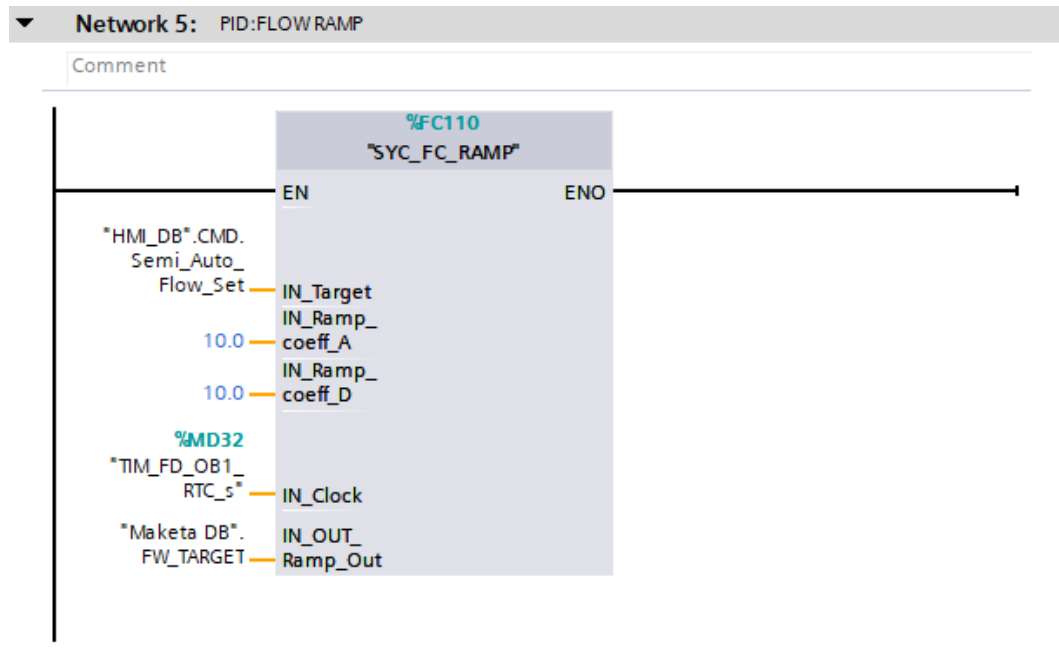 Network 5: PID:FLOW RAMP
Comment
%FC110
"SYC_FC_RAMP"
EN ENO
"HMI_DB".CMD.
Semi_Auto_
Flow_Set
IN_Target
IN_Ramp_
10.0 coeff_A
IN_Ramp_
10.0 coeff_D
%MD32
"TIM_FD_OB1_
RTC_s"
IN_Clock
"Maketa DB". IN_OUT_
FW_TARGET Ramp_Out